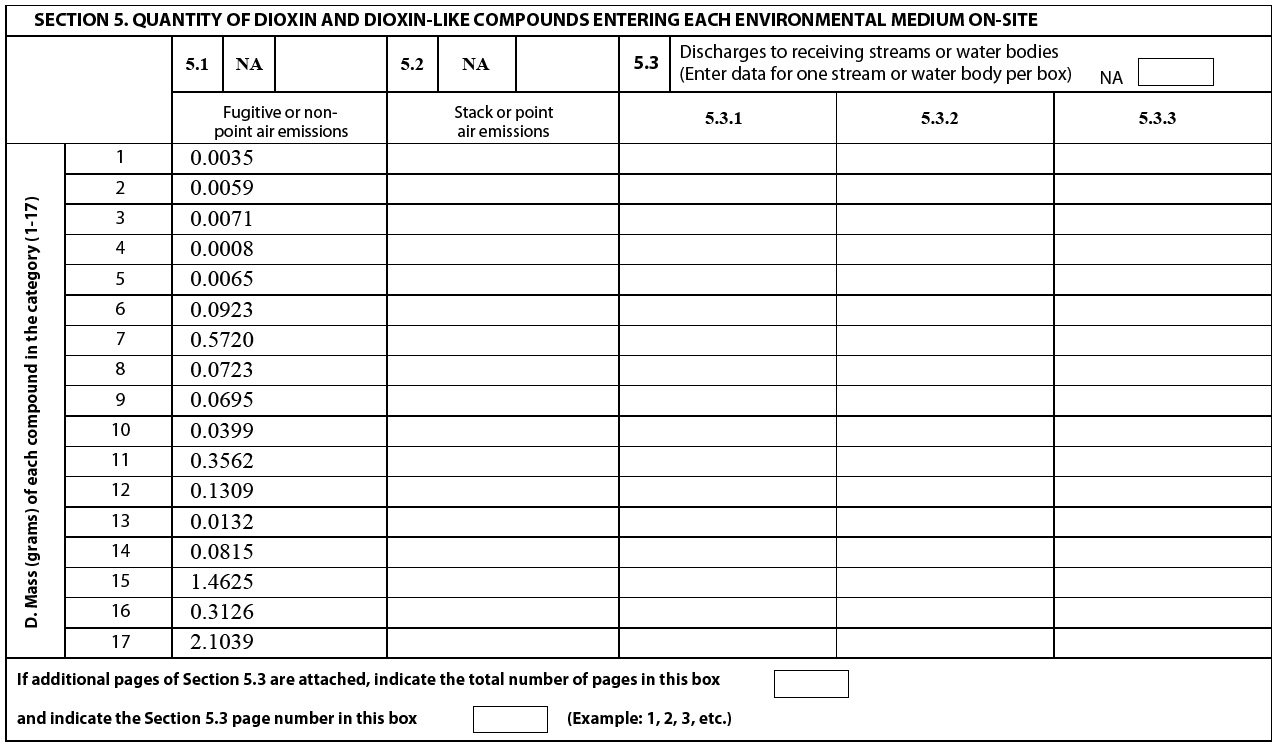 SECTION 5. QUANTITY OF DIOXIN AND DIOXIN-LIKE COMPOUNDS ENTERING EACH ENVIRONMENTAL MEDIUM ON-SITE
5.1 NA 5.2 NA 5.3 Discharges to receiving streams or water bodies
(Enter data for one stream or water body per box) NA
Fugitive or non-
point air emissions
Stack or point
air emissions
5.3.1 5.3.2 5.3.3
D. Mass (grams) of each compound in the category (1-17)
1 0.0035
2 0.0059
3 0.0071
4 0.0008
5 0.0065
6 0.0923
7 0.5720
8 0.0723
9 0.0695
10 0.0399
11 0.3562
12 0.1309
13 0.0132
14 0.0815
15 1.4625
16 0.3126
17 2.1039
If additional pages of Section 5.3 are attached, indicate the total number of pages in this box
and indicate the Section 5.3 page number in this box (Example: 1, 2, 3, etc.)